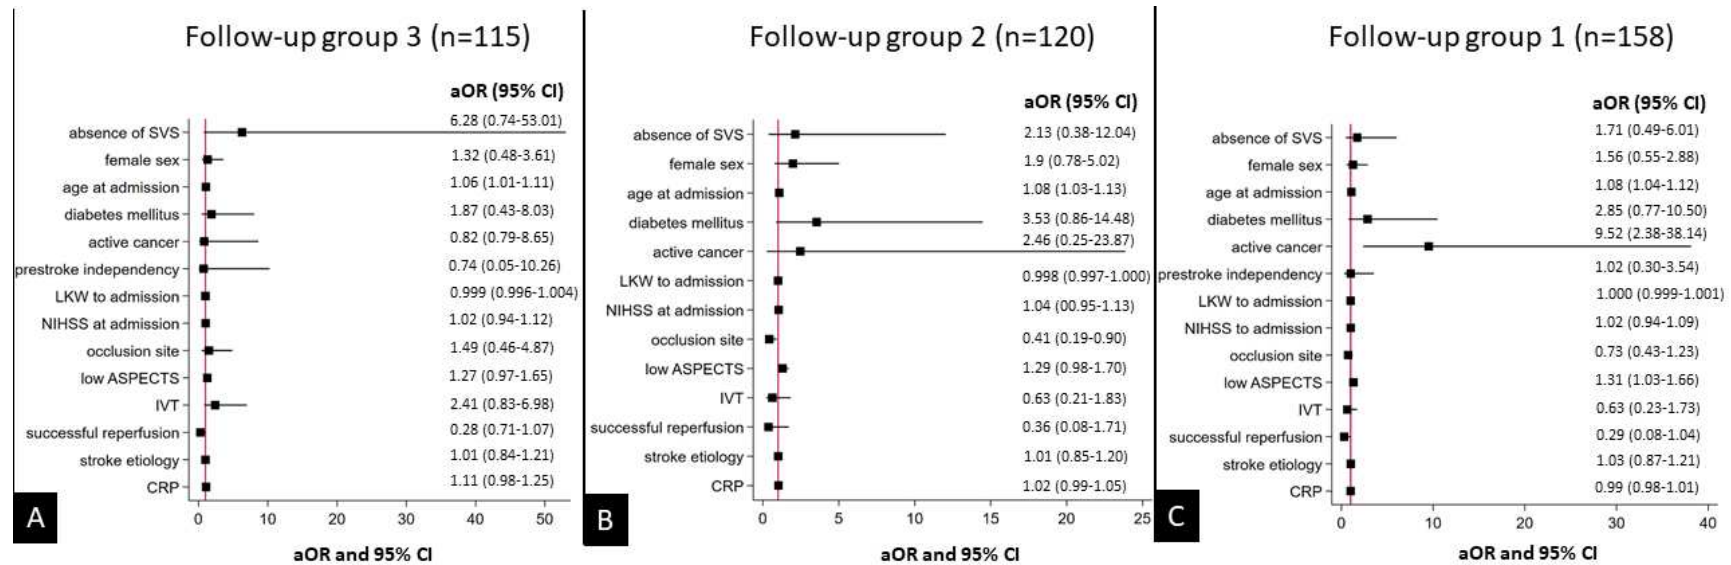 Follow-up group 3 (n=115)
aOR (95% CI)
absence of SVS 6.28 (0.74-53.01)
female sex 1.32 (0.48-3.61)
age at admission 1.06 (1.01-1.11)
diabetes mellitus 1.87 (0.43-8.03)
active cancer 0.82 (0.79-8.65)
prestroke independency 0.74 (0.05-10.26)
LKW to admission 0.999 (0.996-1.004)
NIHSS at admission 1.02 (0.94-1.12)
occlusion site 1.49 (0.46-4.87)
low ASPECTS 1.27 (0.97-1.65)
IVT 2.41 (0.83-6.98)
successful reperfusion 0.28 (0.71-1.07)
stroke etiology 1.01 (0.84-1.21)
CRP 1.11 (0.98-1.25)
0 10 20 30 40 50
aOR and 95% CI
A
Follow-up group 2 (n=120)
aOR (95% CI)
absence of SVS 2.13 (0.38-12.04)
female sex 1.9 (0.78-5.02)
age at admission 1.08 (1.03-1.13)
diabetes mellitus 3.53 (0.86-14.48)
active cancer 2.46 (0.25-23.87)
LKW to admission 0.998 (0.997-1.000)
NIHSS at admission 1.04 (00.95-1.13)
occlusion site 0.41 (0.19-0.90)
low ASPECTS 1.29 (0.98-1.70)
IVT 0.63 (0.21-1.83)
successful reperfusion 0.36 (0.08-1.71)
stroke etiology 1.01 (0.85-1.20)
CRP 1.02 (0.99-1.05)
0 5 10 15 20 25
aOR and 95% CI
B
Follow-up group 1 (n=158)
aOR (95% CI)
absence of SVS 1.71 (0.49-6.01)
female sex 1.56 (0.55-2.88)
age at admission 1.08 (1.04-1.12)
diabetes mellitus 2.85 (0.77-10.50)
active cancer 9.52 (2.38-38.14)
prestroke independency 1.02 (0.30-3.54)
LKW to admission 1.000 (0.999-1.001)
NIHSS to admission 1.02 (0.94-1.09)
occlusion site 0.73 (0.43-1.23)
low ASPECTS 1.31 (1.03-1.66)
IVT 0.63 (0.23-1.73)
successful reperfusion 0.29 (0.08-1.04)
stroke etiology 1.03 (0.87-1.21)
CRP 0.99 (0.98-1.01)
0 10 20 30 40
aOR and 95% CI
C